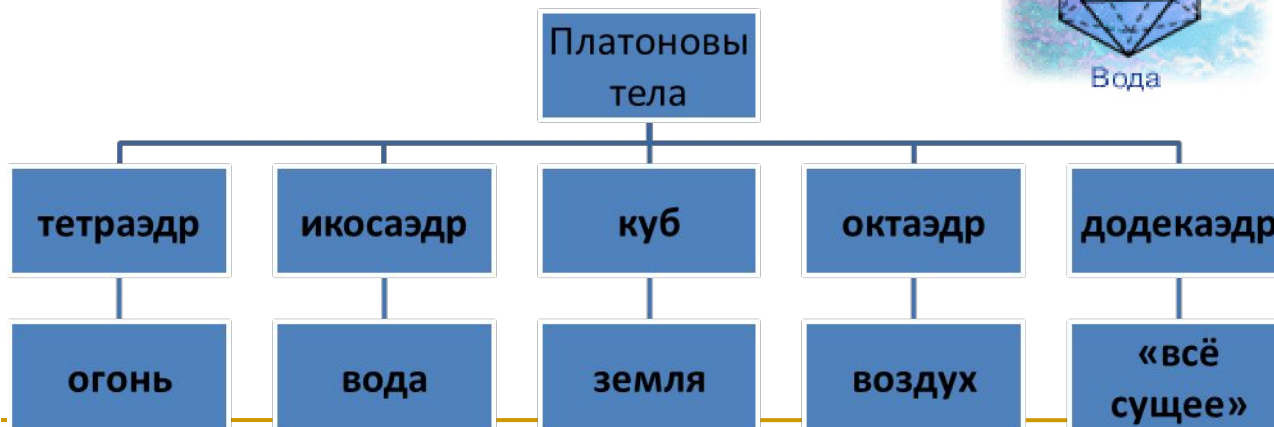 Платоновы
тела
Вода
тетраэдр
икосаэдр
куб
октаэдр
додекаэдр
огонь
вода
земля
воздух
«всё
сущее»